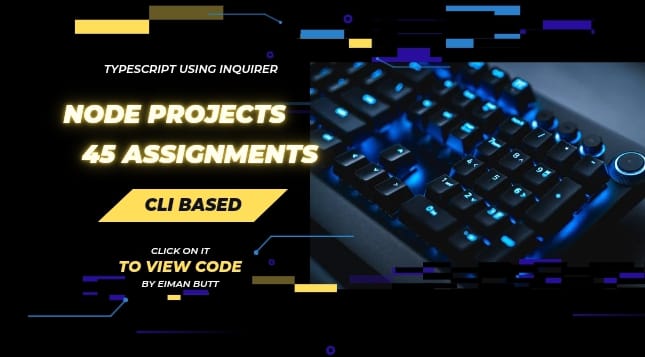 TYPESCRIPT USING INQUIRER
NODE PROJECTS
45 ASSIGNMENTS
CLI BASED
CLICK ON IT
TO VIEW CODE
BY EIMAN BUTT